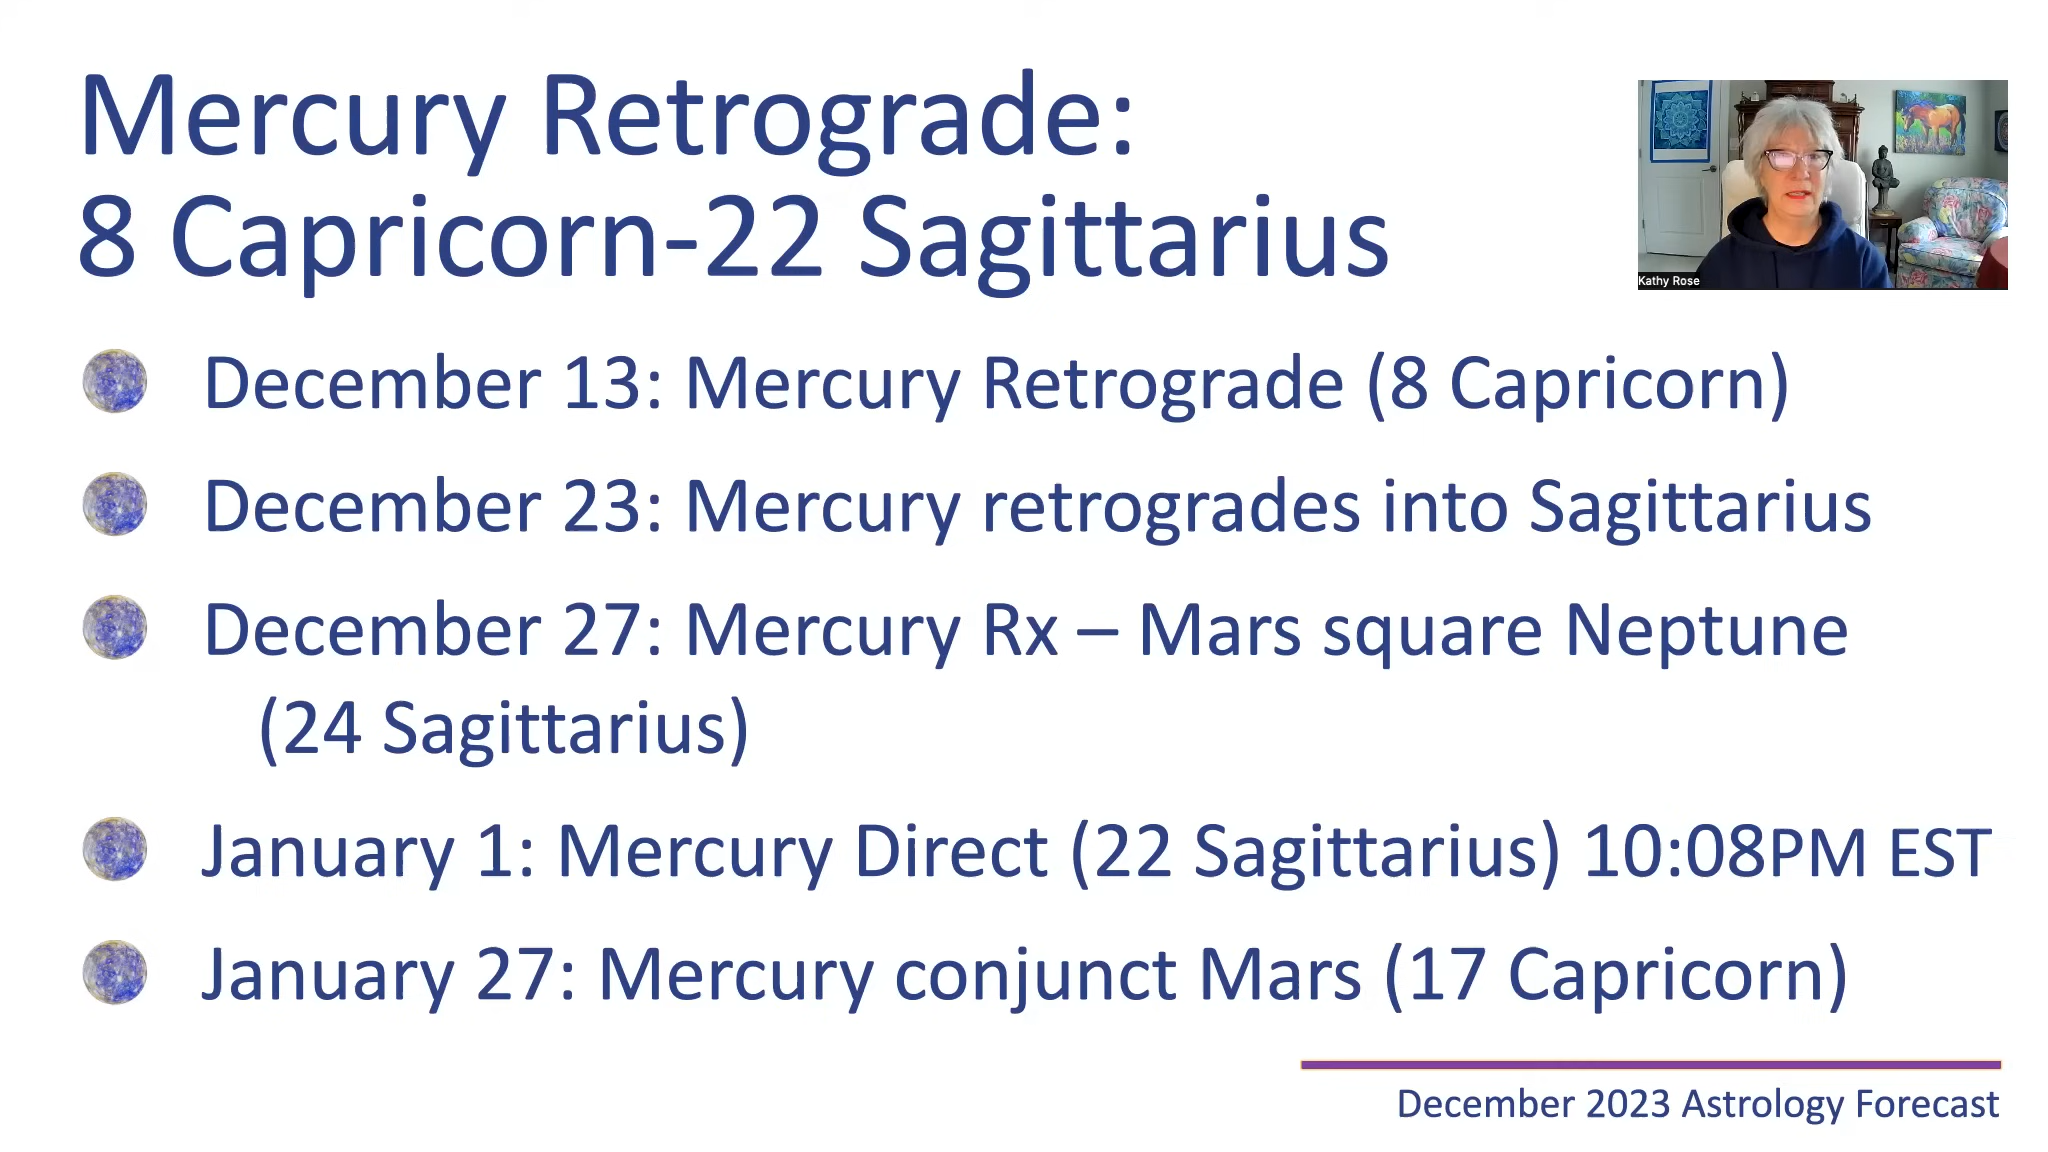 Mercury Retrograde:
8 Capricorn-22 Sagittarius
Kathy Rose
December 13: Mercury Retrograde (8 Capricorn)
December 23: Mercury retrogrades into Sagittarius
December 27: Mercury Rx – Mars square Neptune
(24 Sagittarius)
January 1: Mercury Direct (22 Sagittarius) 10:08PM EST
January 27: Mercury conjunct Mars (17 Capricorn)
December 2023 Astrology Forecast